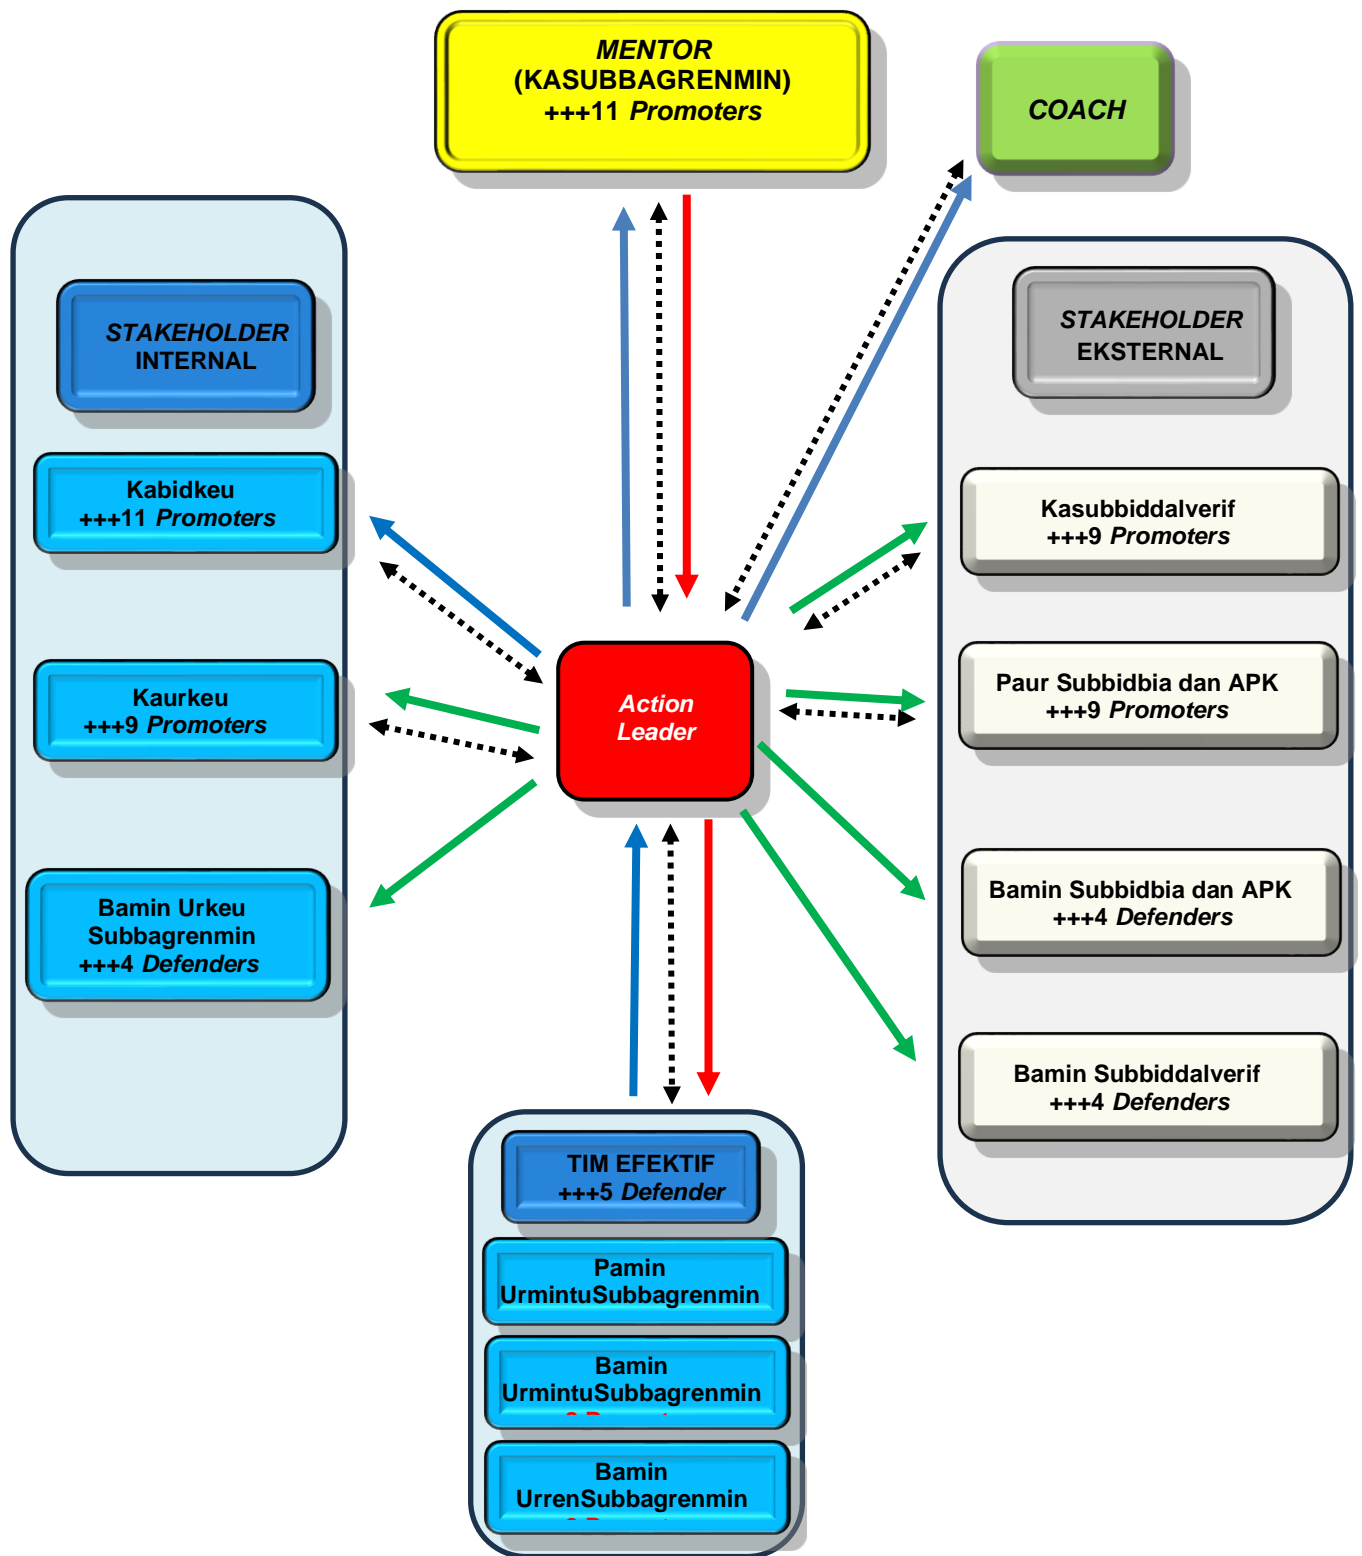 MENTOR
(KASUBBAGRENMIN)
+++11 Promoters
COACH
STAKEHOLDER
INTERNAL
Kabidkeu
+++11 Promoters
Kaurkeu
+++9 Promoters
Bamin Urkeu
Subbagrenmin
+++4 Defenders
Action
Leader
STAKEHOLDER
EKSTERNAL
Kasubbiddalverif
+++9 Promoters
Paur Subbidbia dan APK
+++9 Promoters
Bamin Subbidbia dan APK
+++4 Defenders
Bamin Subbiddalverif
+++4 Defenders
TIM EFEKTIF
+++5 Defender
Pamin
UrmintuSubbagrenmin
Bamin
UrmintuSubbagrenmin
Bamin
UrrenSubbagrenmin